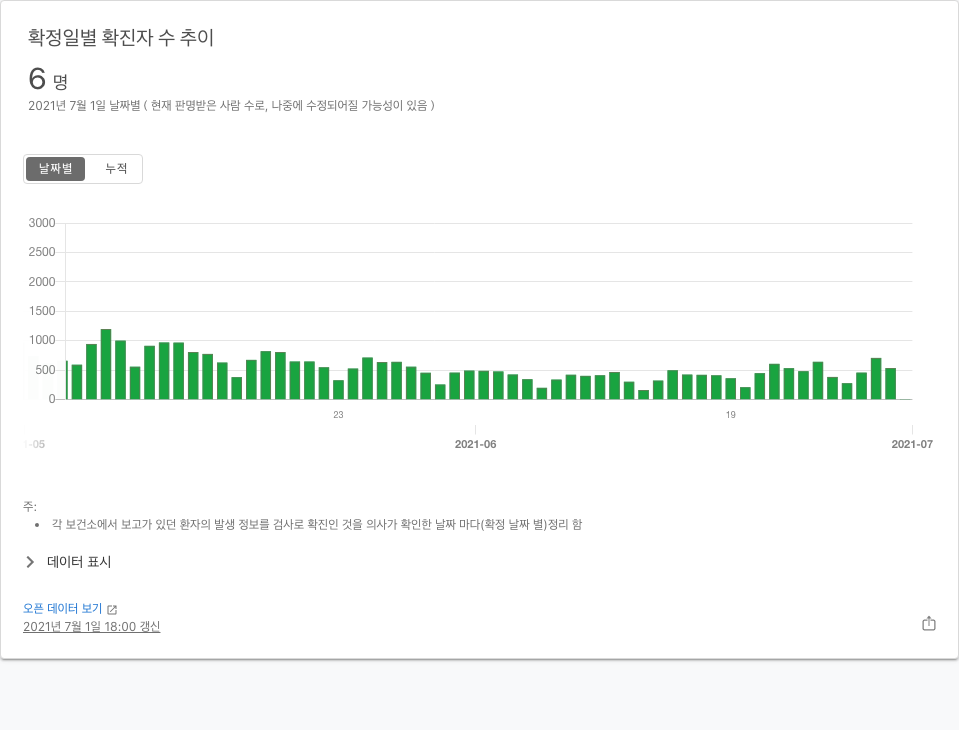 확정일별 확진자 수 추이
6 명
2021년 7월 1일 날짜별 ( 현재 판명받은 사람 수로, 나중에 수정되어질 가능성이 있음 )
날짜별 누적
3000
2500
2000
1500
1000
500
0
23 19
-05 2021-06 2021-07
주:
• 각 보건소에서 보고가 있던 환자의 발생 정보를 검사로 확진인 것을 의사가 확인한 날짜 마다(확정 날짜 별)정리 함
데이터 표시
오픈 데이터 보기
2021년 7월 1일 18:00 갱신